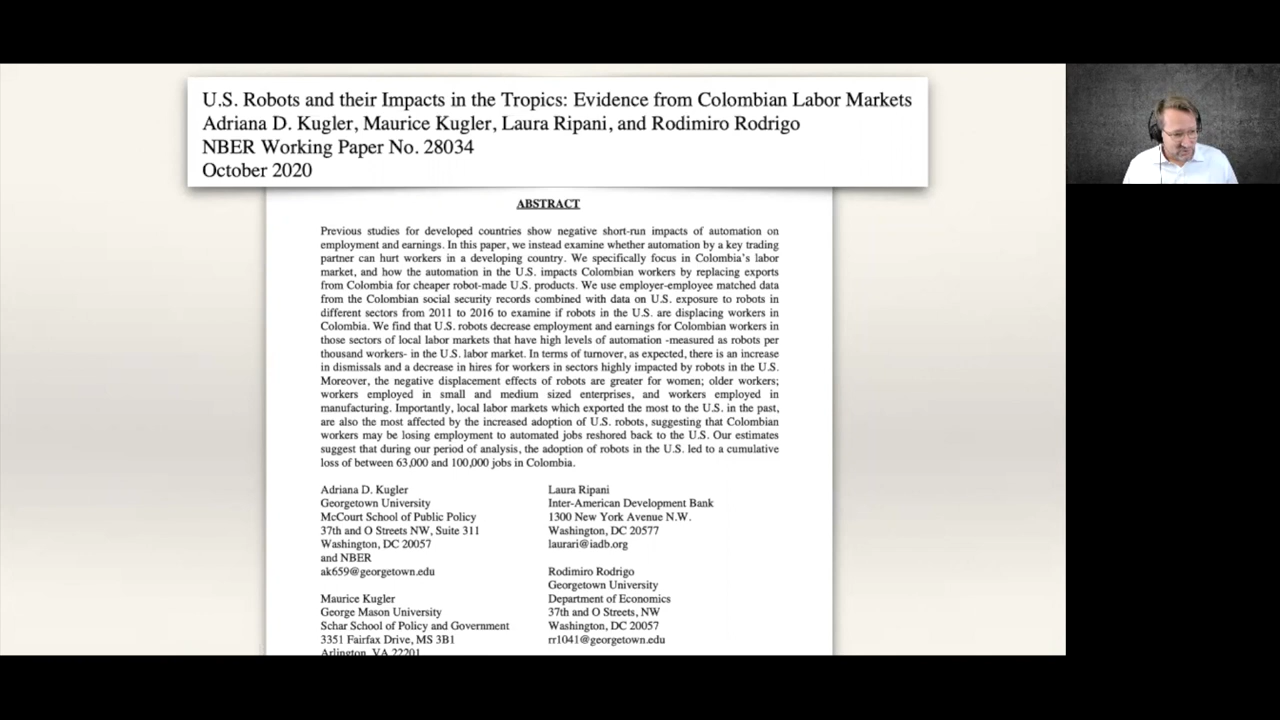 U.S. Robots and their Impacts in the Tropics: Evidence from Colombian Labor Markets
Adriana D. Kugler, Maurice Kugler, Laura Ripani, and Rodimiro Rodrigo
NBER Working Paper No. 28034
October 2020
ABSTRACT
Previous studies for developed countries show negative short-run impacts of automation on
employment and earnings. In this paper, we instead examine whether automation by a key trading
partner can hurt workers in a developing country. We specifically focus in Colombia's labor
market, and how the automation in the U.S. impacts Colombian workers by replacing exports
from Colombia for cheaper robot-made U.S. products. We use employer-employee matched data
from the Colombian social security records combined with data on U.S. exposure to robots in
different sectors from 2011 to 2016 to examine if robots in the U.S. are displacing workers in
Colombia. We find that U.S. robots decrease employment and earnings for Colombian workers in
those sectors of local labor markets that have high levels of automation -measured as robots per
thousand workers- in the U.S. labor market. In terms of turnover, as expected, there is an increase
in dismissals and a decrease in hires for workers in sectors highly impacted by robots in the U.S.
Moreover, the negative displacement effects of robots are greater for women; older workers;
workers employed in small and medium sized enterprises, and workers employed in
manufacturing. Importantly, local labor markets which exported the most to the U.S. in the past,
are also the most affected by the increased adoption of U.S. robots, suggesting that Colombian
workers may be losing employment to automated jobs reshored back to the U.S. Our estimates
suggest that during our period of analysis, the adoption of robots in the U.S. led to a cumulative
loss of between 63,000 and 100,000 jobs in Colombia.
Adriana D. Kugler
Georgetown University
McCourt School of Public Policy
37th and O Streets NW, Suite 311
Washington, DC 20057
and NBER
ak659@georgetown.edu
Maurice Kugler
George Mason University
Schar School of Policy and Government
3351 Fairfax Drive, MS 3B1
Arlington, VA 22201
Laura Ripani
Inter-American Development Bank
1300 New York Avenue N.W.
Washington, DC 20577
laurari@iadb.org
Rodimiro Rodrigo
Georgetown University
Department of Economics
37th and O Streets, NW
Washington, DC 20057
rr1041@georgetown.edu